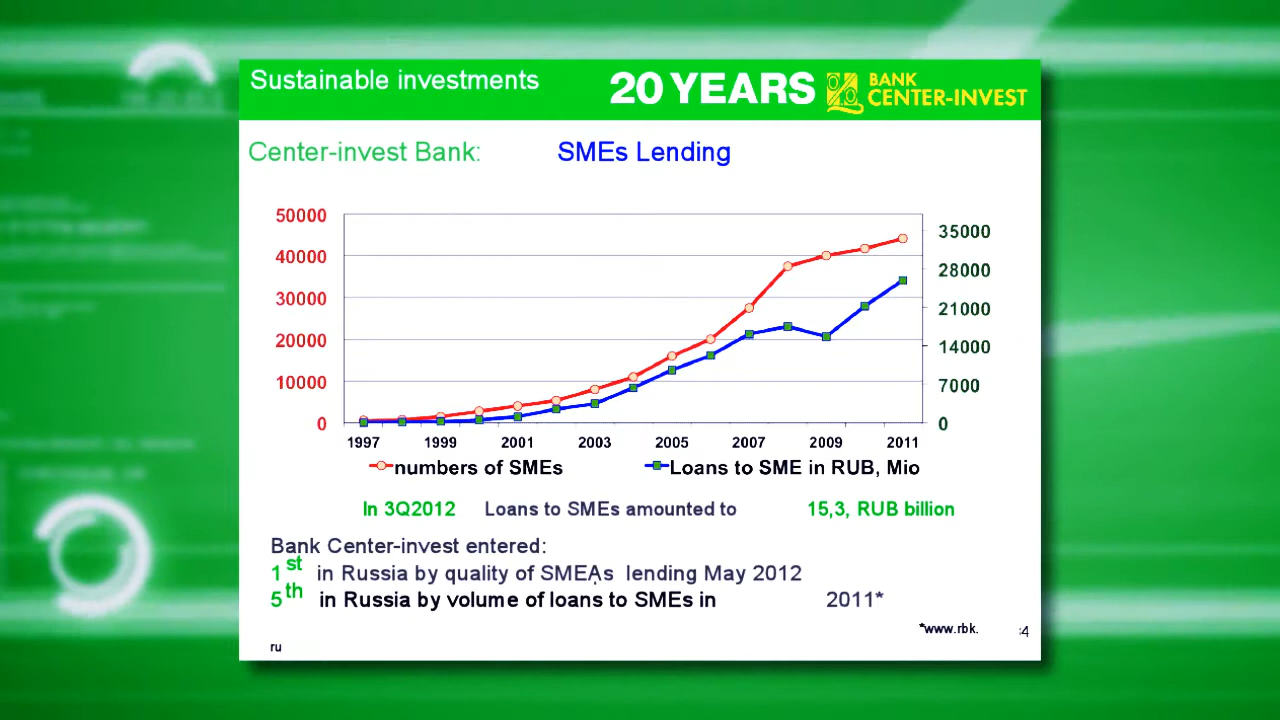 Sustainable investments
20 YEARS
BANK
CENTER-INVEST
Center-invest Bank: SMEs Lending
50000
40000
30000
20000
10000
0
35000
28000
21000
14000
7000
0
1997 1999 2001 2003 2005 2007 2009 2011
numbers of SMEs Loans to SME in RUB, Mio
In 3Q2012 Loans to SMEs amounted to 15,3, RUB billion
Bank Center-invest entered:
1st in Russia by quality of SMEAs lending May 2012
5th in Russia by volume of loans to SMEs in 2011*
*www.rbk. :4
ru